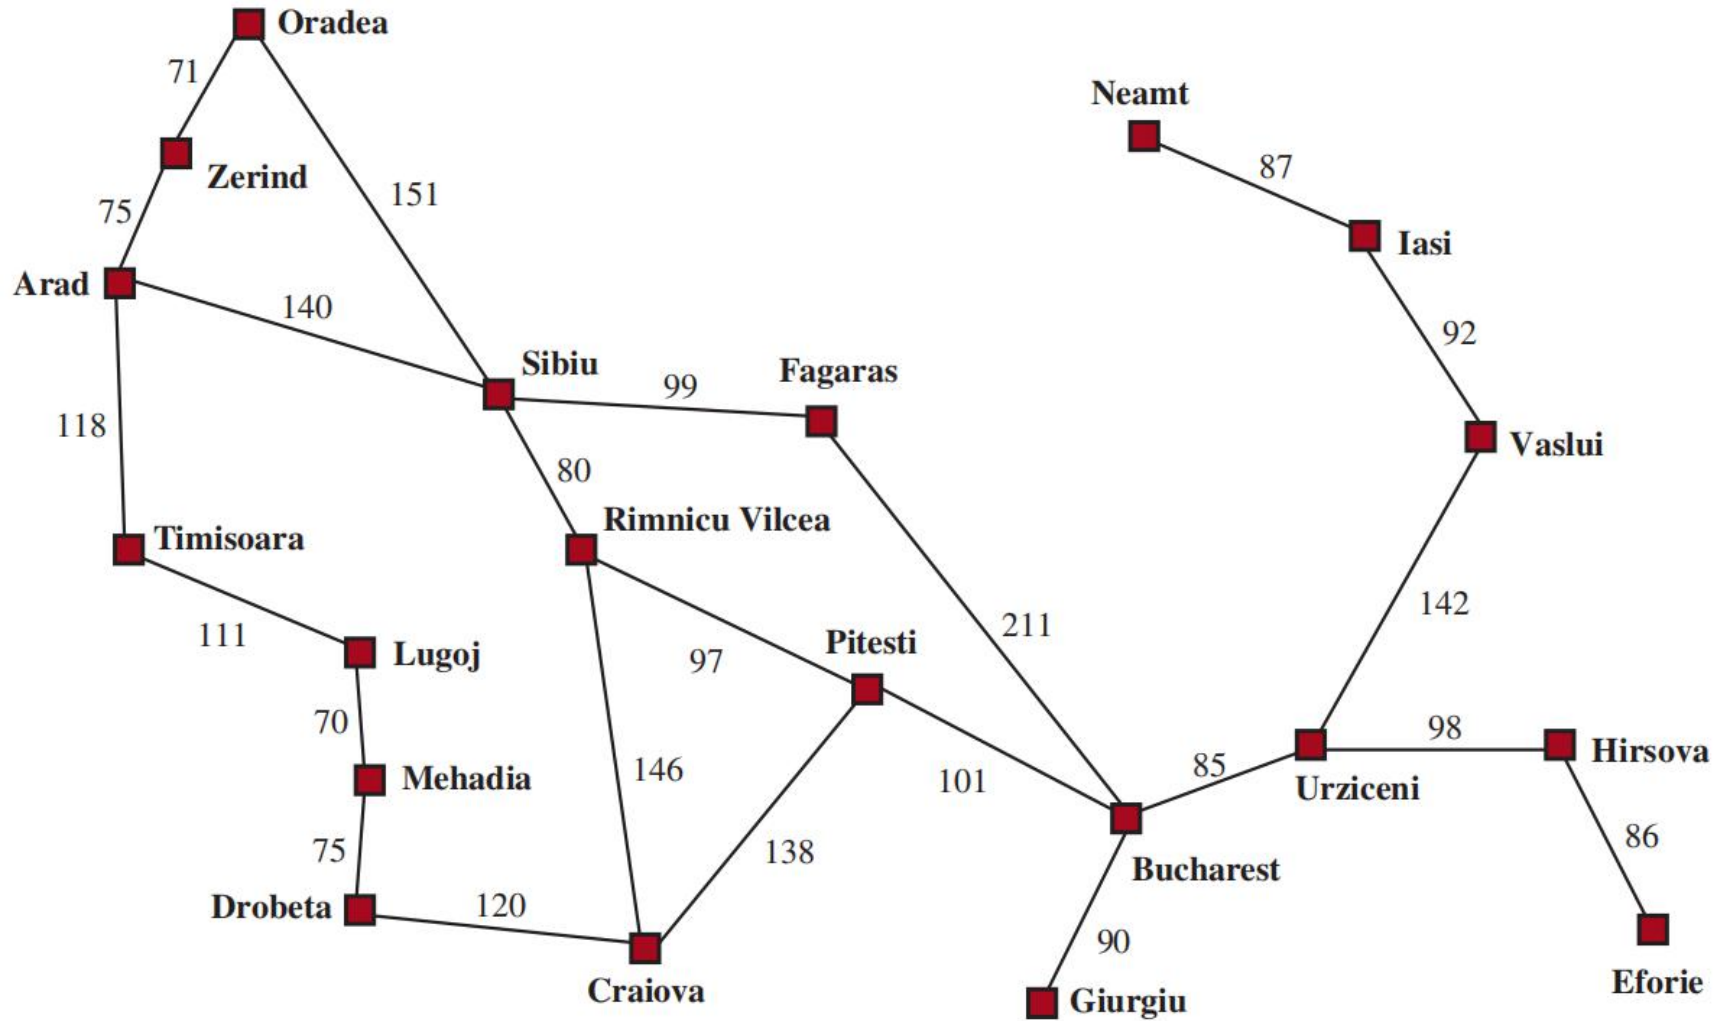 Oradea
71
Neamt
87
Zerind
151
75
Iasi
Arad
140
92
Sibiu
99
Fagaras
118
Vaslui
80
Rimnicu Vilcea
Timisoara
142
211
111
Pitesti
Lugoj
97
70
98
Hirsova
146
85
Mehadia
101
Urziceni
86
75
138
Bucharest
Drobeta
120
90
Eforie
Craiova
Giurgiu